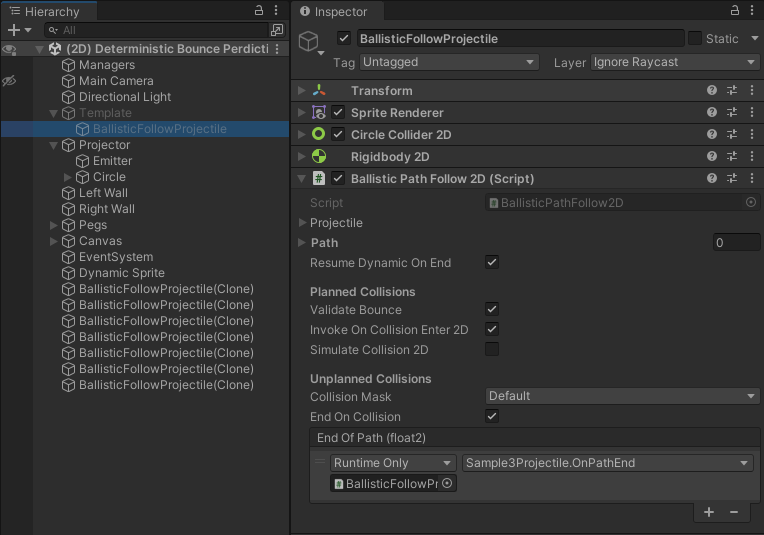 Hierarchy
All
(2D) Deterministic Bounce Perdicti
Managers
Main Camera
Directional Light
Template
BallisticFollowProjectile
Projector
Emitter
Circle
Left Wall
Right Wall
Pegs
Canvas
EventSystem
Dynamic Sprite
BallisticFollowProjectile(Clone)
BallisticFollowProjectile(Clone)
BallisticFollowProjectile(Clone)
BallisticFollowProjectile(Clone)
BallisticFollowProjectile(Clone)
BallisticFollowProjectile(Clone)
BallisticFollowProjectile(Clone)
Inspector
BallisticFollowProjectile Static
Tag Untagged Layer Ignore Raycast
Transform
Sprite Renderer
Circle Collider 2D
Rigidbody 2D
Ballistic Path Follow 2D (Script)
Script BallisticPathFollow2D
Projectile
Path 0
Resume Dynamic On End
Planned Collisions
Validate Bounce
Invoke On Collision Enter 2D
Simulate Collision 2D
Unplanned Collisions
Collision Mask Default
End On Collision
End Of Path (float2)
Runtime Only Sample3Projectile.OnPathEnd
BallisticFollowPr